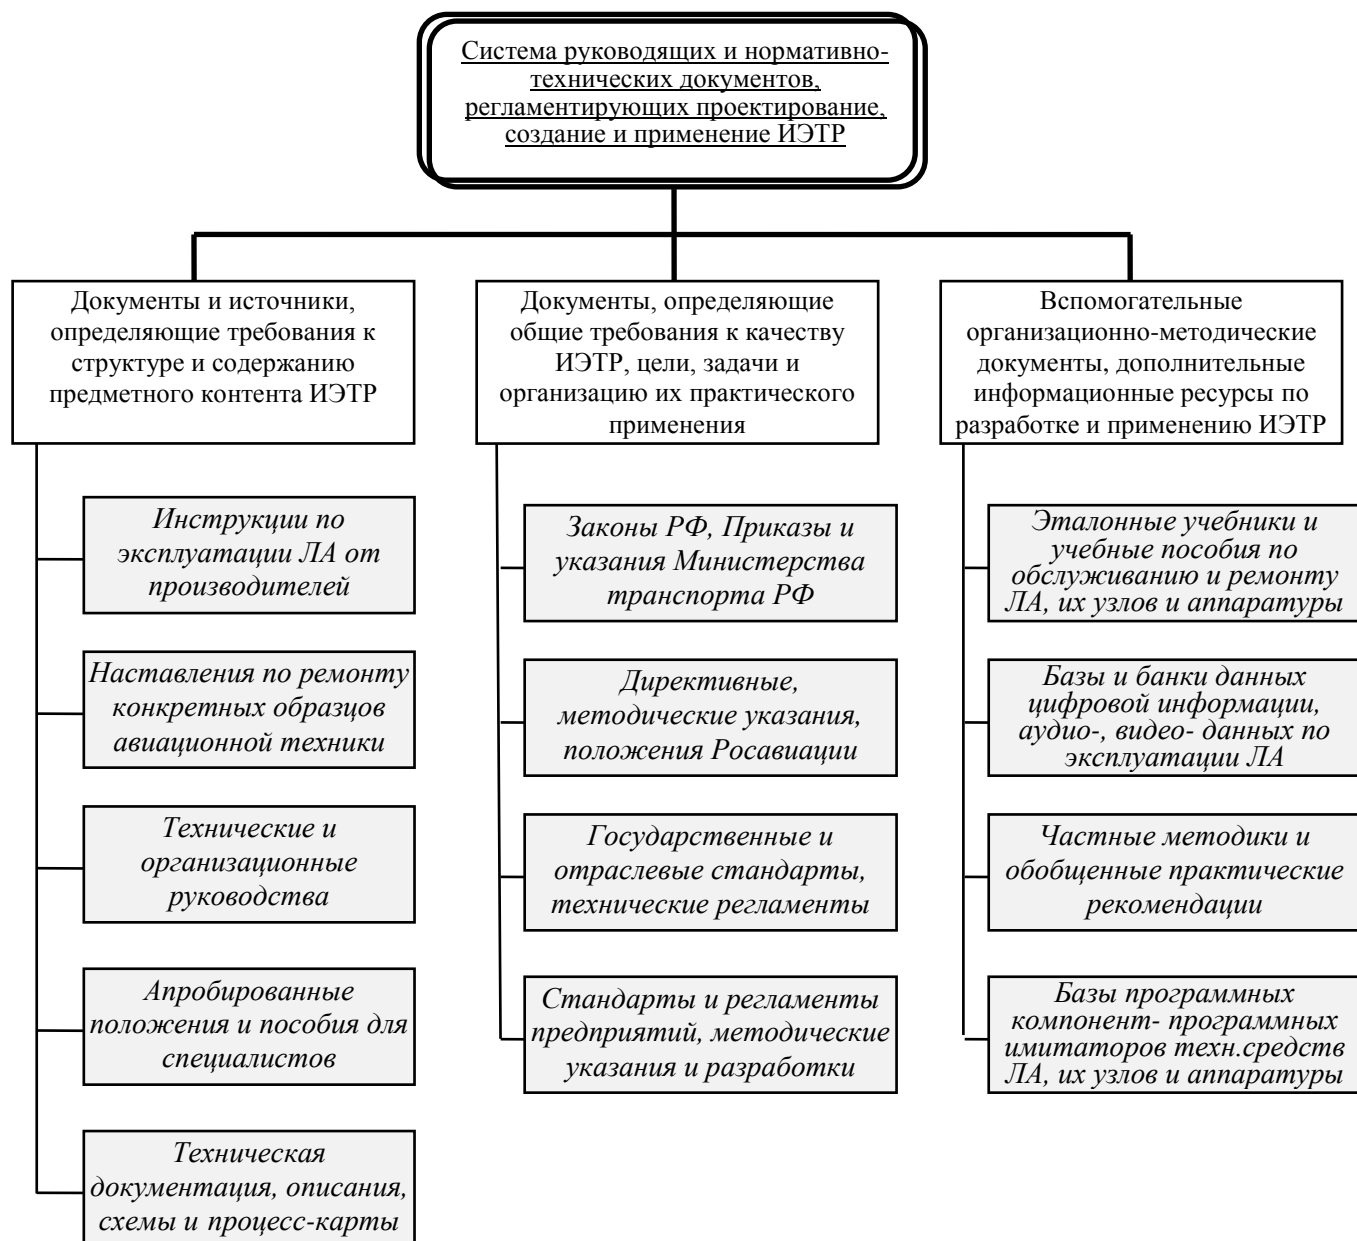 Система руководящих и нормативно-
технических документов,
регламентирующих проектирование,
создание и применение ИЭТР
Документы и источники,
определяющие требования к
структуре и содержанию
предметного контента ИЭТР
Инструкции по
эксплуатации ЛА от
производителей
Наставления по ремонту
конкретных образцов
авиационной техники
Технические и
организационные
руководства
Апробированные
положения и пособия для
специалистов
Техническая
документация, описания,
схемы и процесс-карты
Документы, определяющие
общие требования к качеству
ИЭТР, цели, задачи и
организацию их практического
применения
Законы РФ, Приказы и
указания Министерства
транспорта РФ
Директивные,
методические указания,
положения Росавиации
Государственные и
отраслевые стандарты,
технические регламенты
Стандарты и регламенты
предприятий, методические
указания и разработки
Вспомогательные
организационно-методические
документы, дополнительные
информационные ресурсы по
разработке и применению ИЭТР
Эталонные учебники и
учебные пособия по
обслуживанию и ремонту
ЛА, их узлов и аппаратуры
Базы и банки данных
цифровой информации,
аудио-, видео- данных по
эксплуатации ЛА
Частные методики и
обобщенные практические
рекомендации
Базы программных
компонент- программных
имитаторов техн.средств
ЛА, их узлов и аппаратуры